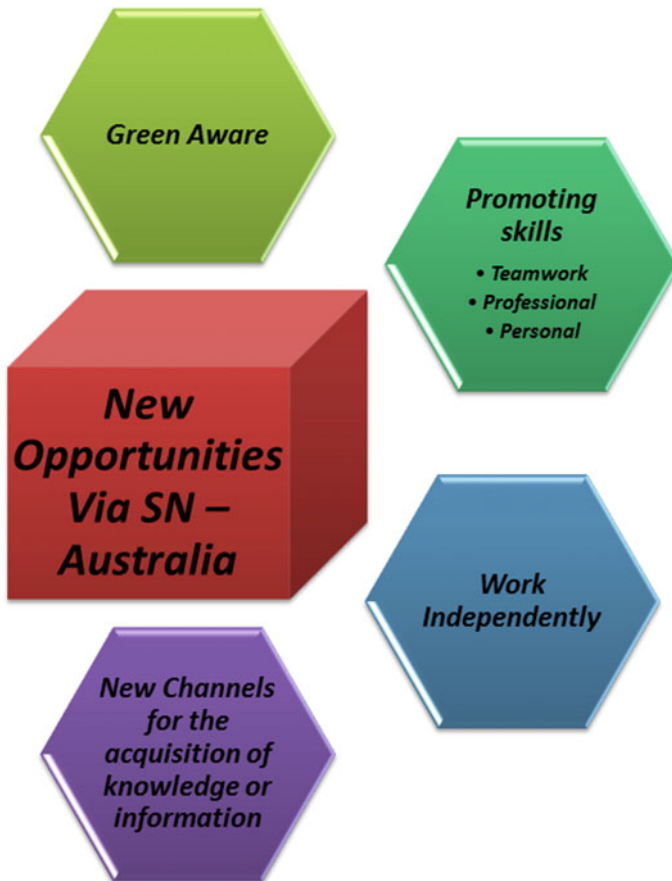 Green Aware
Promoting
skills
• Teamwork
• Professional
• Personal
New
Opportunities
Via SN –
Australia
Work
Independently
New Channels
for the
acquisition of
knowledge or
information